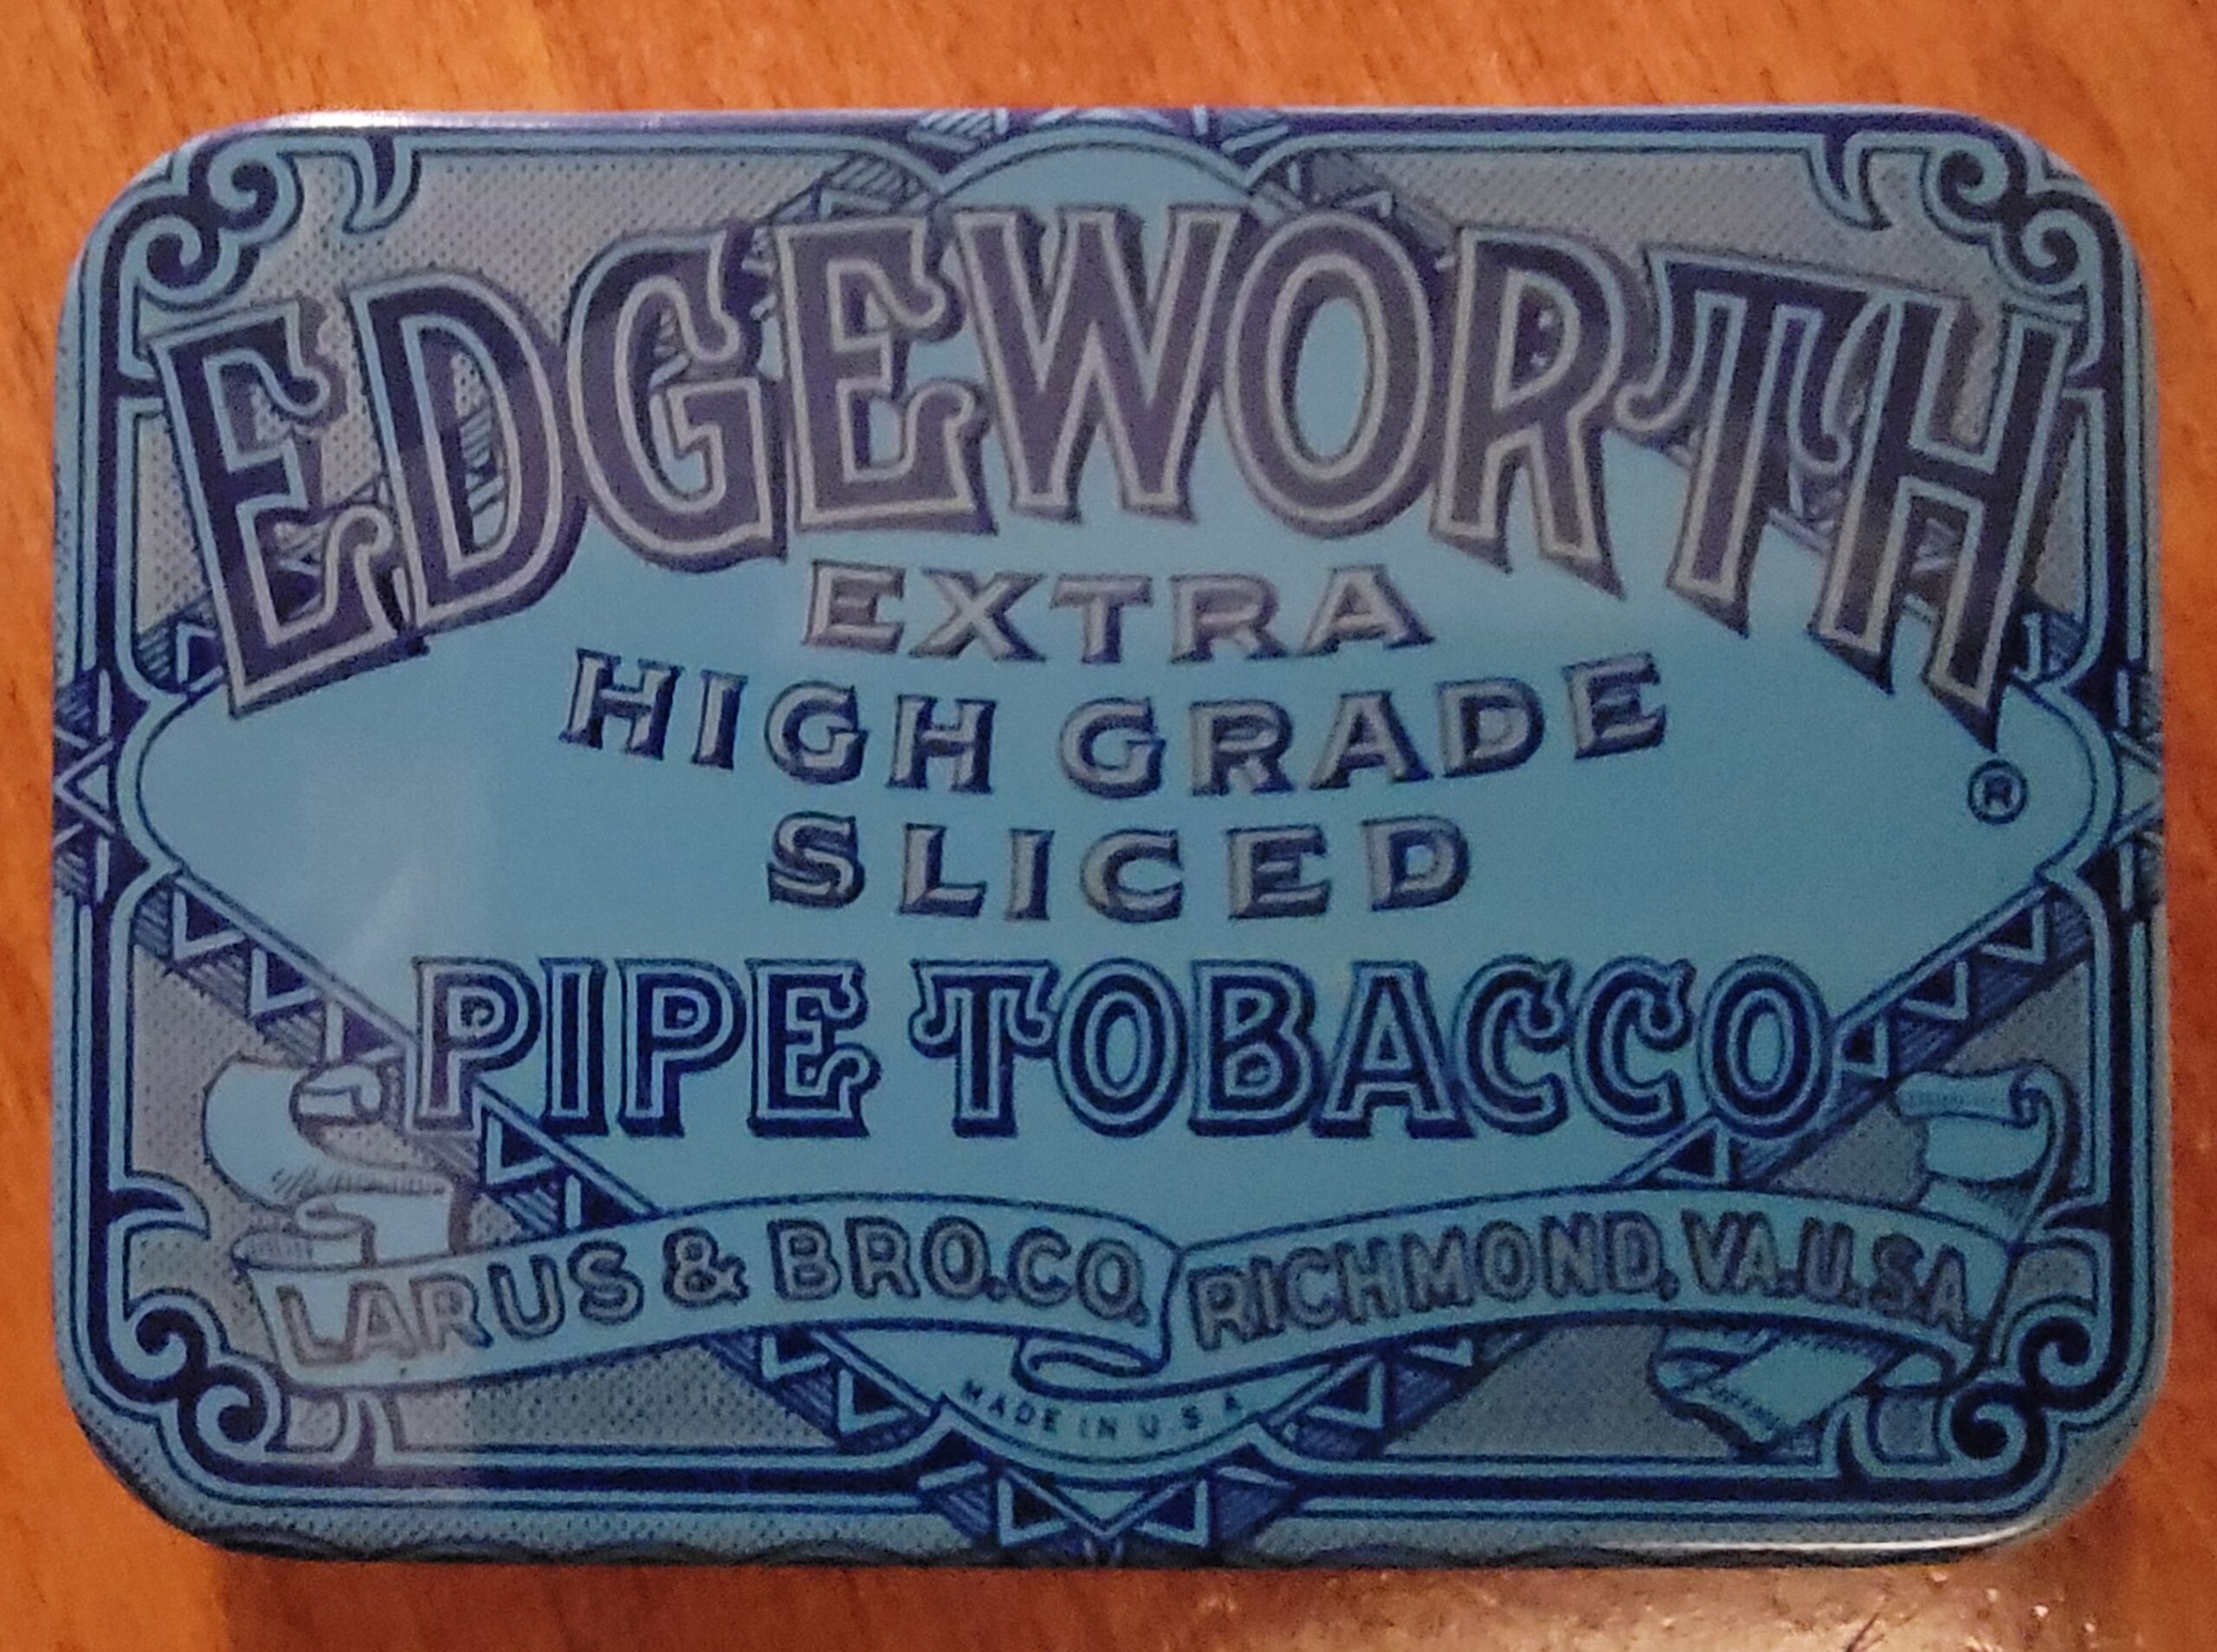 EDGEWORTH
EXTRA
HIGH GRADE
SLICED
®
PIPE TOBACCO
LARUS & BRO.CO. RICHMOND, VA.U.S.A.
MADE IN U.S.A.